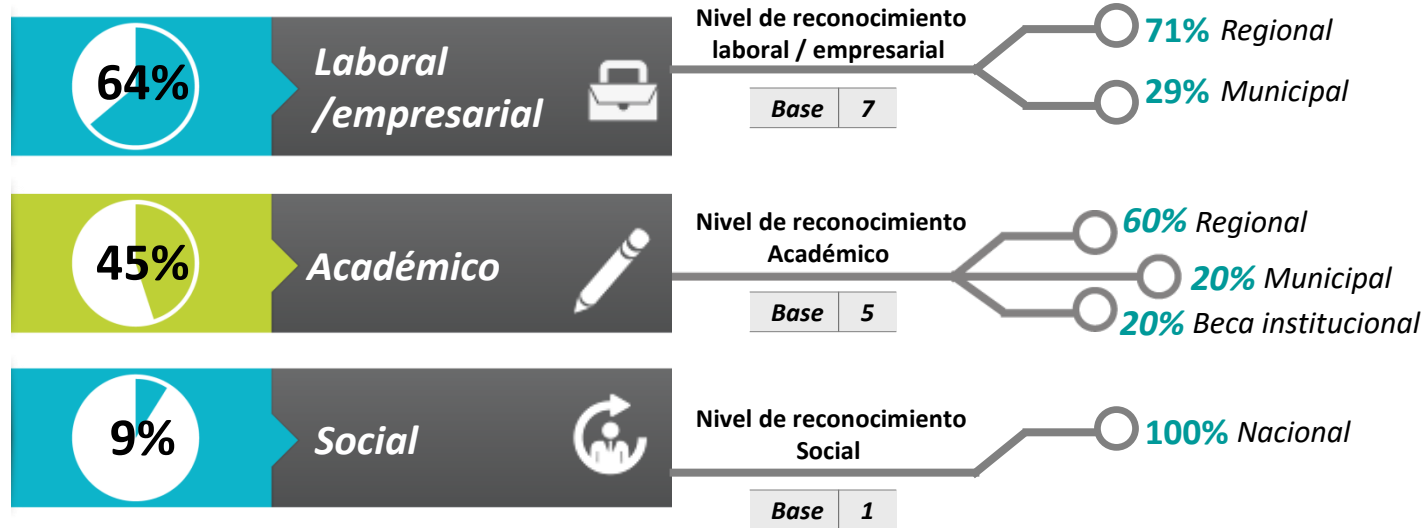 64%
Laboral
/empresarial
Nivel de reconocimiento
laboral / empresarial
Base 7
71% Regional
29% Municipal
45%
Académico
Nivel de reconocimiento
Académico
Base 5
60% Regional
20% Municipal
20% Beca institucional
9%
Social
Nivel de reconocimiento
Social
Base 1
100% Nacional